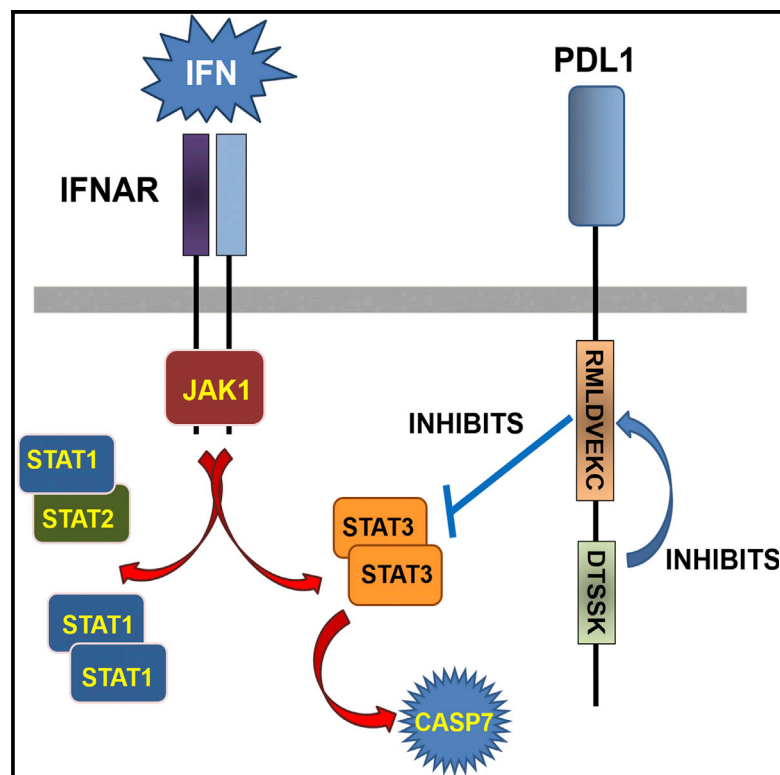 IFN
PDL1
IFNAR
JAK1
RMLDVEKC
INHIBITS
STAT1
STAT2
STAT3
STAT3
DTSSK
INHIBITS
STAT1
STAT1
CASP7